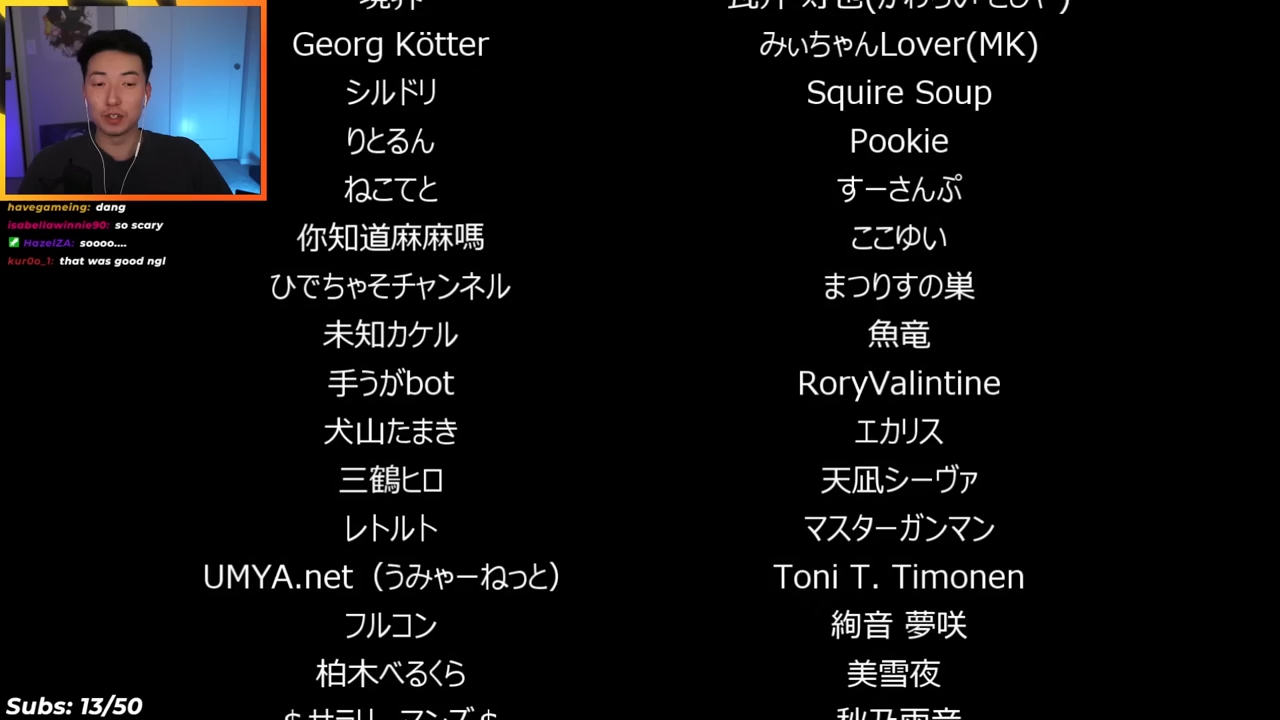 havegameing: dang
isabellawinnie90: so scary
HazelZA: soooo....
kur0o_1: that was good ngl
Georg Kötter
みぃちゃんLover(MK)
シルドリ
Squire Soup
りとるん
Pookie
ねこてと
すーさんぷ
你知道麻麻嗎
ここゆい
ひでちゃそチャンネル
まつりすの巣
未知カケル
魚竜
手うがbot
RoryValintine
犬山たまき
エカリス
三鶴ヒロ
天凪シーヴァ
レトルト
マスターガンマン
UMYA.net（うみゃーねっと）
Toni T. Timonen
フルコン
絢音 夢咲
柏木べるくら
美雪夜
Subs: 13/50